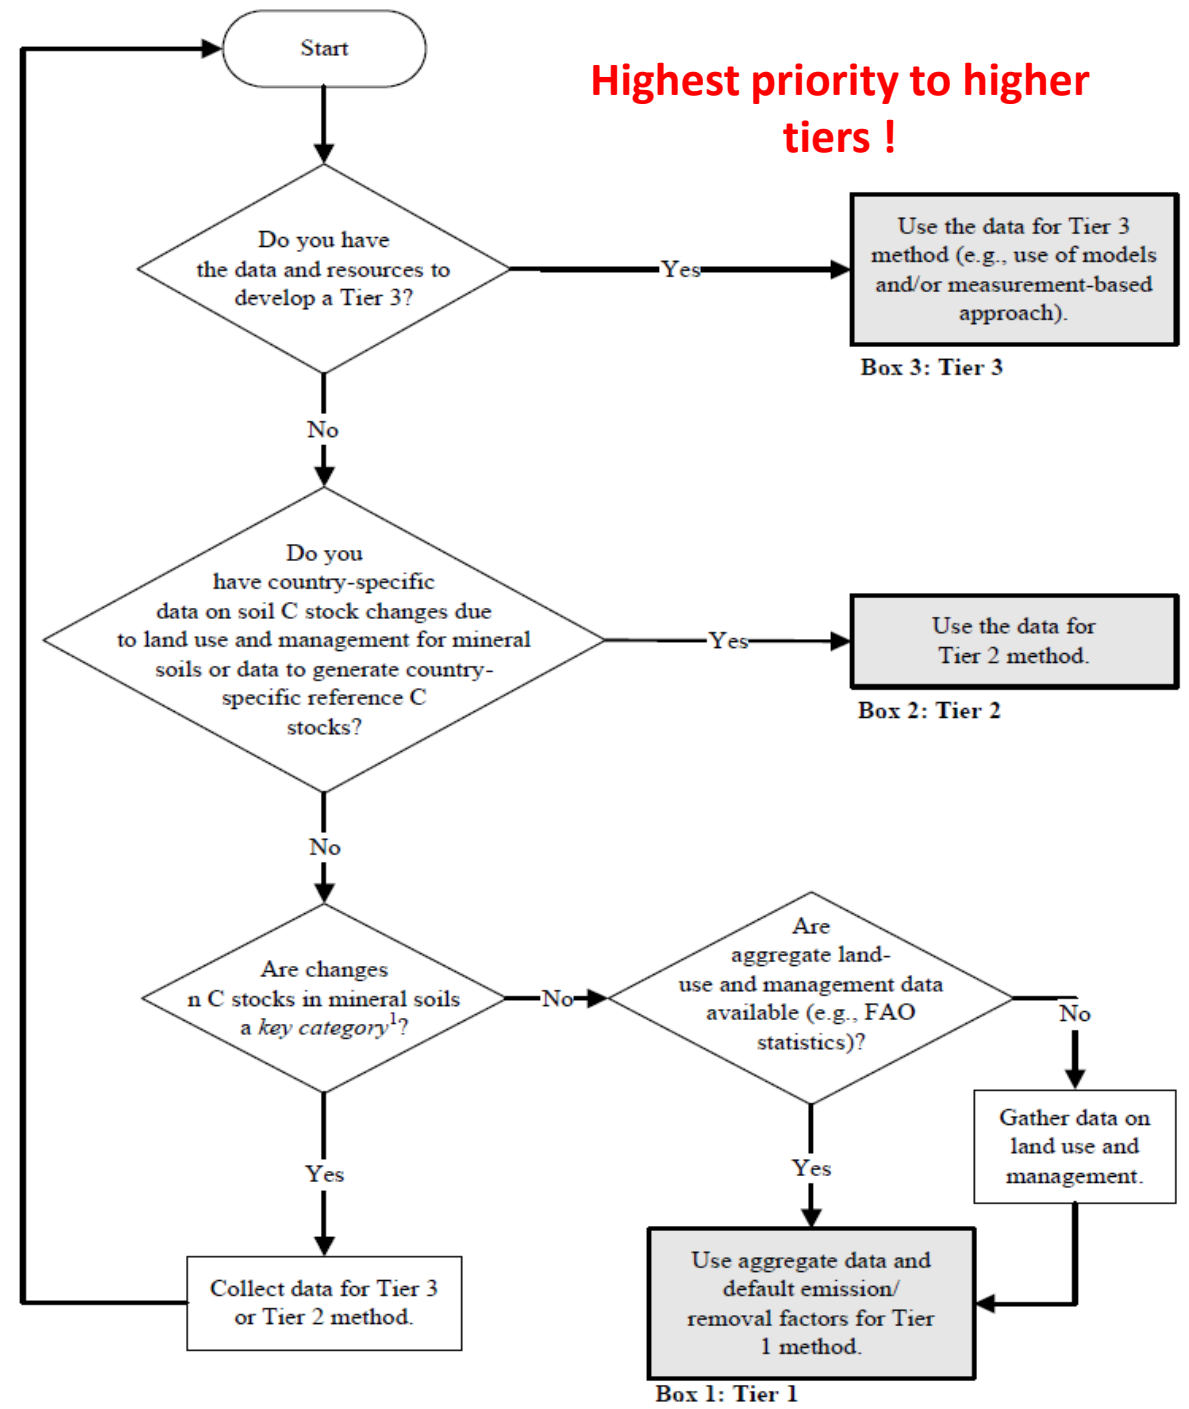 Start
Highest priority to higher
tiers !
Do you have
the data and resources to
develop a Tier 3?
Yes
Use the data for Tier 3
method (e.g., use of models
and/or measurement-based
approach).
Box 3: Tier 3
No
Do you
have country-specific
data on soil C stock changes due
to land use and management for mineral
soils or data to generate country-
specific reference C
stocks?
Yes
Use the data for
Tier 2 method.
Box 2: Tier 2
No
Are changes
n C stocks in mineral soils
a key category¹?
No
Are
aggregate land-
use and management data
available (e.g., FAO
statistics)?
No
Gather data on
land use and
management.
Yes
Yes
Collect data for Tier 3
or Tier 2 method.
Use aggregate data and
default emission/
removal factors for Tier
1 method.
Box 1: Tier 1